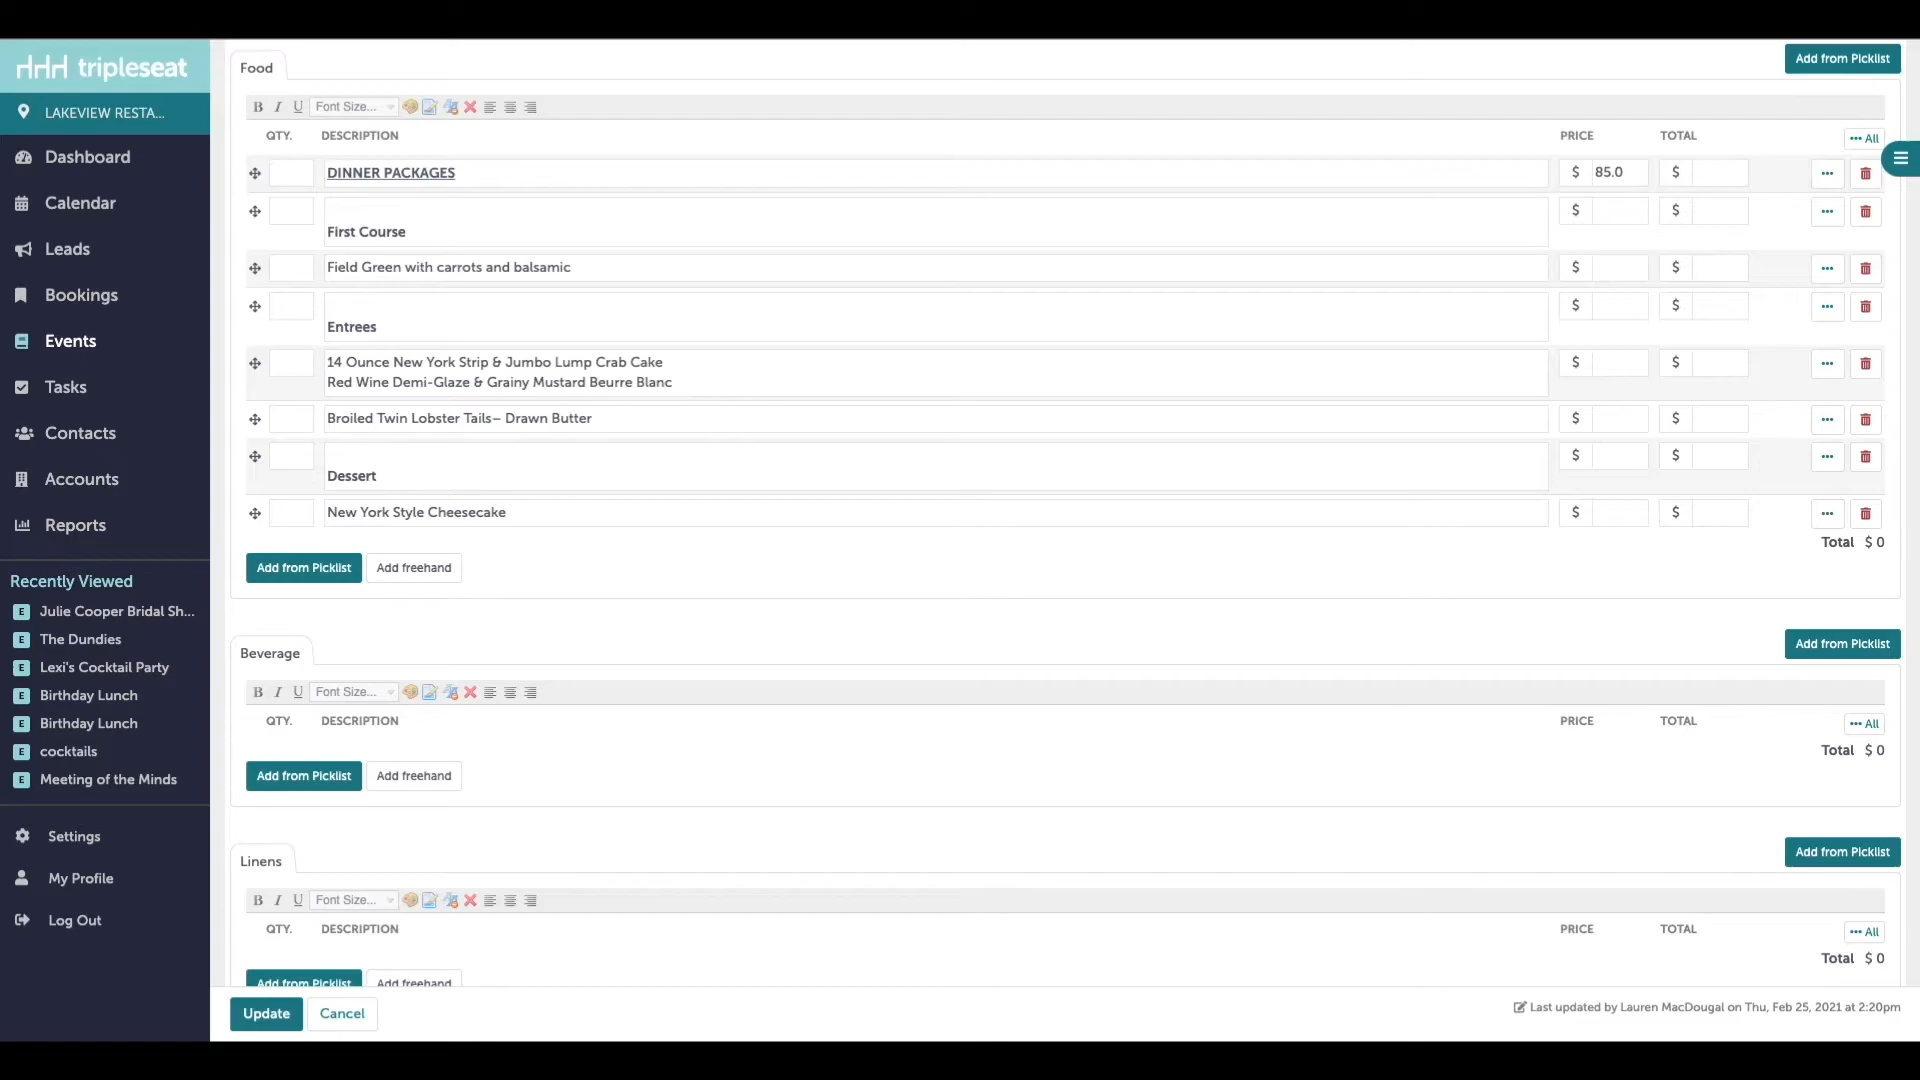 tripleseat
LAKEVIEW RESTA...
Dashboard
Calendar
Leads
Bookings
Events
Tasks
Contacts
Accounts
Reports
Recently Viewed
E Julie Cooper Bridal Sh...
E The Dundies
E Lexi's Cocktail Party
E Birthday Lunch
E Birthday Lunch
E cocktails
E Meeting of the Minds
Settings
My Profile
Log Out
Food
Add from Picklist
B I U Font Size...
QTY. DESCRIPTION PRICE TOTAL
••• All
DINNER PACKAGES $ 85.0 $ •••
First Course $ $ •••
Field Green with carrots and balsamic $ $ •••
Entrees $ $ •••
14 Ounce New York Strip & Jumbo Lump Crab Cake $ $ •••
Red Wine Demi-Glaze & Grainy Mustard Beurre Blanc
Broiled Twin Lobster Tails– Drawn Butter $ $ •••
Dessert $ $ •••
New York Style Cheesecake $ $ •••
Total $ 0
Add from Picklist Add freehand
Beverage
Add from Picklist
B I U Font Size...
QTY. DESCRIPTION PRICE TOTAL
••• All
Total $ 0
Add from Picklist Add freehand
Linens
Add from Picklist
B I U Font Size...
QTY. DESCRIPTION PRICE TOTAL
••• All
Total $ 0
Add from Picklist Add freehand
Update Cancel
Last updated by Lauren MacDougal on Thu, Feb 25, 2021 at 2:20pm